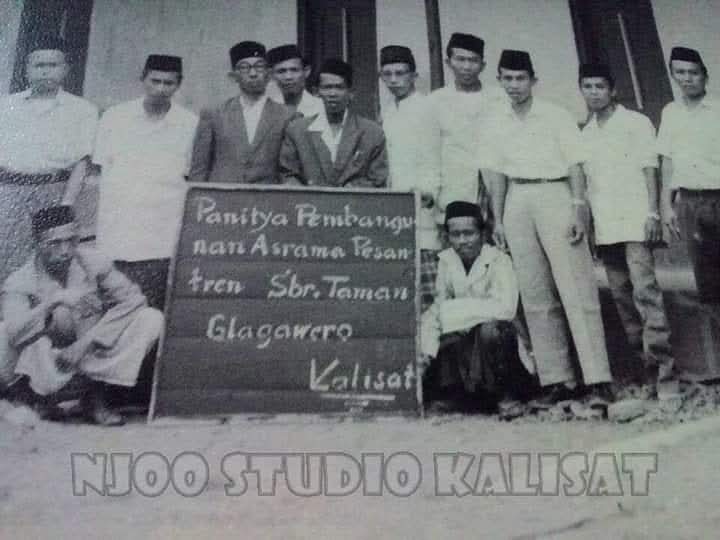 Panitya Pembangu-
nan Asrama Pesan-
tren Sbr. Taman
Glagawero
Kalisat
NJOO STUDIO KALISAT